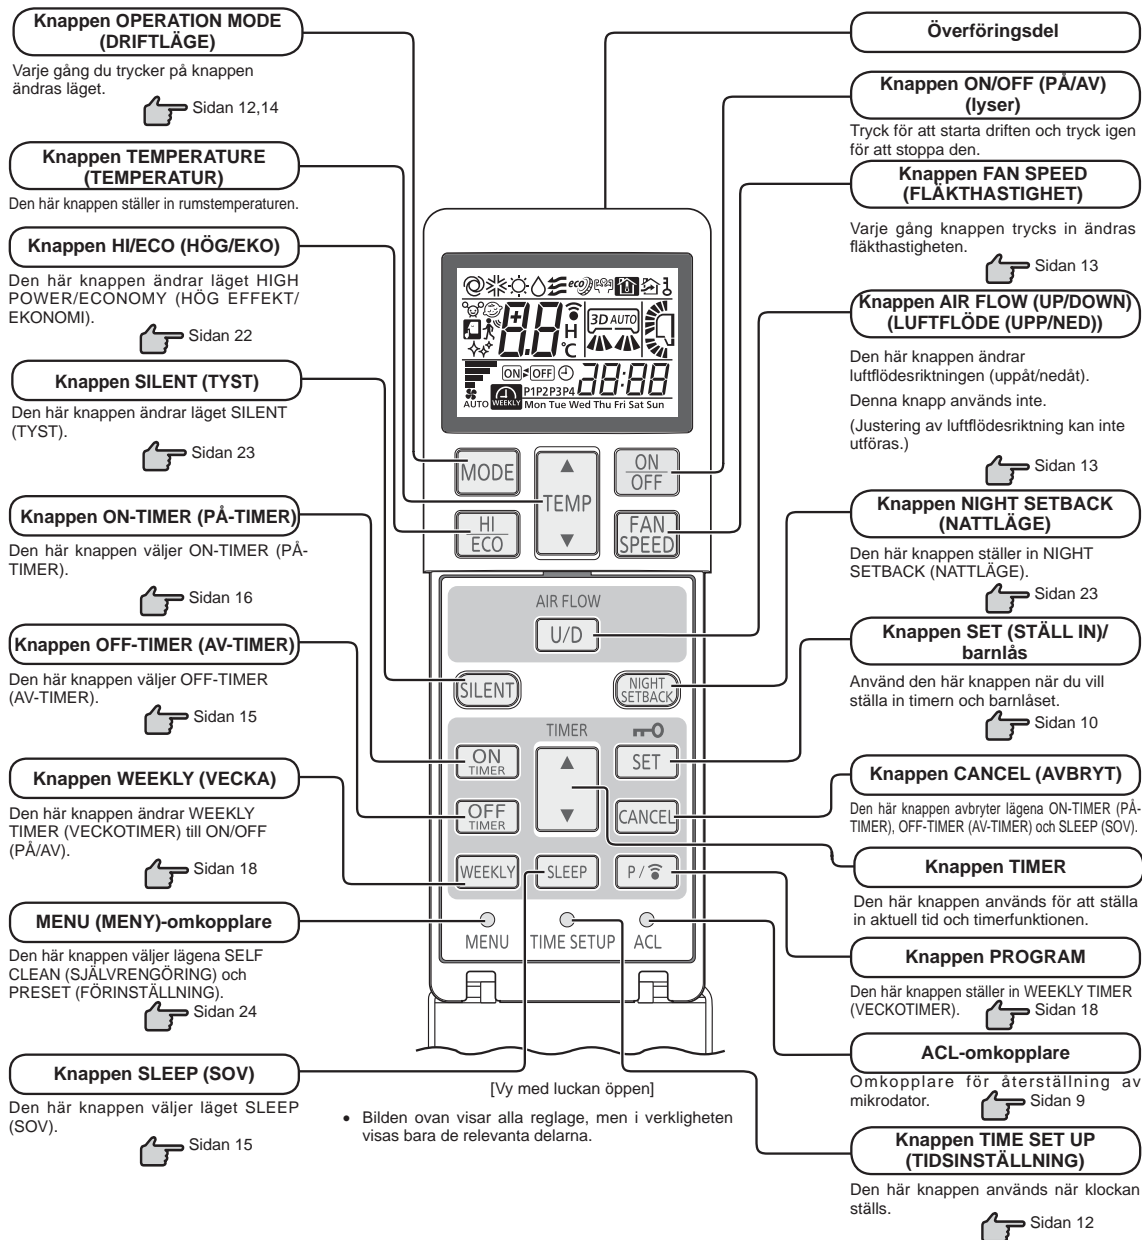 Knappen OPERATION MODE
(DRIFTLÄGE)
Varje gång du trycker på knappen
ändras läget.
Sidan 12,14
Knappen TEMPERATURE
(TEMPERATUR)
Den här knappen ställer in rumstemperaturen.
Knappen HI/ECO (HÖG/EKO)
Den här knappen ändrar läget HIGH
POWER/ECONOMY (HÖG EFFEKT/
EKONOMI).
Sidan 22
Knappen SILENT (TYST)
Den här knappen ändrar läget SILENT
(TYST).
Sidan 23
Knappen ON-TIMER (PÅ-TIMER)
Den här knappen väljer ON-TIMER (PÅ-
TIMER).
Sidan 16
Knappen OFF-TIMER (AV-TIMER)
Den här knappen väljer OFF-TIMER
(AV-TIMER).
Sidan 15
Knappen WEEKLY (VECKA)
Den här knappen ändrar WEEKLY
TIMER (VECKOTIMER) till ON/OFF
(PÅ/AV).
Sidan 18
MENU (MENY)-omkopplare
Den här knappen väljer lägena SELF
CLEAN (SJÄLVRENGÖRING) och
PRESET (FÖRINSTÄLLNING).
Sidan 24
Knappen SLEEP (SOV)
Den här knappen väljer läget SLEEP
(SOV).
Sidan 15
eco
8.8 H °C
3D AUTO
ON OFF
P1P2P3P4
88:88
AUTO WEEKLY Mon Tue Wed Thu Fri Sat Sun
MODE
TEMP
ON
OFF
HI
ECO
FAN
SPEED
AIR FLOW
U/D
SILENT
NIGHT
SETBACK
TIMER
ON
TIMER
SET
OFF
TIMER
CANCEL
WEEKLY
SLEEP
P /
MENU
TIME SETUP
ACL
[Vy med luckan öppen]
• Bilden ovan visar alla reglage, men i verkligheten
visas bara de relevanta delarna.
Överföringsdel
Knappen ON/OFF (PÅ/AV)
(lyser)
Tryck för att starta driften och tryck igen
för att stoppa den.
Knappen FAN SPEED
(FLÄKTHASTIGHET)
Varje gång knappen trycks in ändras
fläkthastigheten.
Sidan 13
Knappen AIR FLOW (UP/DOWN)
(LUFTFLÖDE (UPP/NED))
Den här knappen ändrar
luftflödesriktningen (uppåt/nedåt).
Denna knapp används inte.
(Justering av luftflödesriktning kan inte
utföras.)
Sidan 13
Knappen NIGHT SETBACK
(NATTLÄGE)
Den här knappen ställer in NIGHT
SETBACK (NATTLÄGE).
Sidan 23
Knappen SET (STÄLL IN)/
barnlås
Använd den här knappen när du vill
ställa in timern och barnlåset.
Sidan 10
Knappen CANCEL (AVBRYT)
Den här knappen avbryter lägena ON-TIMER (PÅ-
TIMER), OFF-TIMER (AV-TIMER) och SLEEP (SOV).
Knappen TIMER
Den här knappen används för att ställa
in aktuell tid och timerfunktionen.
Knappen PROGRAM
Den här knappen ställer in WEEKLY TIMER
(VECKOTIMER).
Sidan 18
ACL-omkopplare
Omkopplare för återställning av
mikrodator.
Sidan 9
Knappen TIME SET UP
(TIDSINSTÄLLNING)
Den här knappen används när klockan
ställs.
Sidan 12